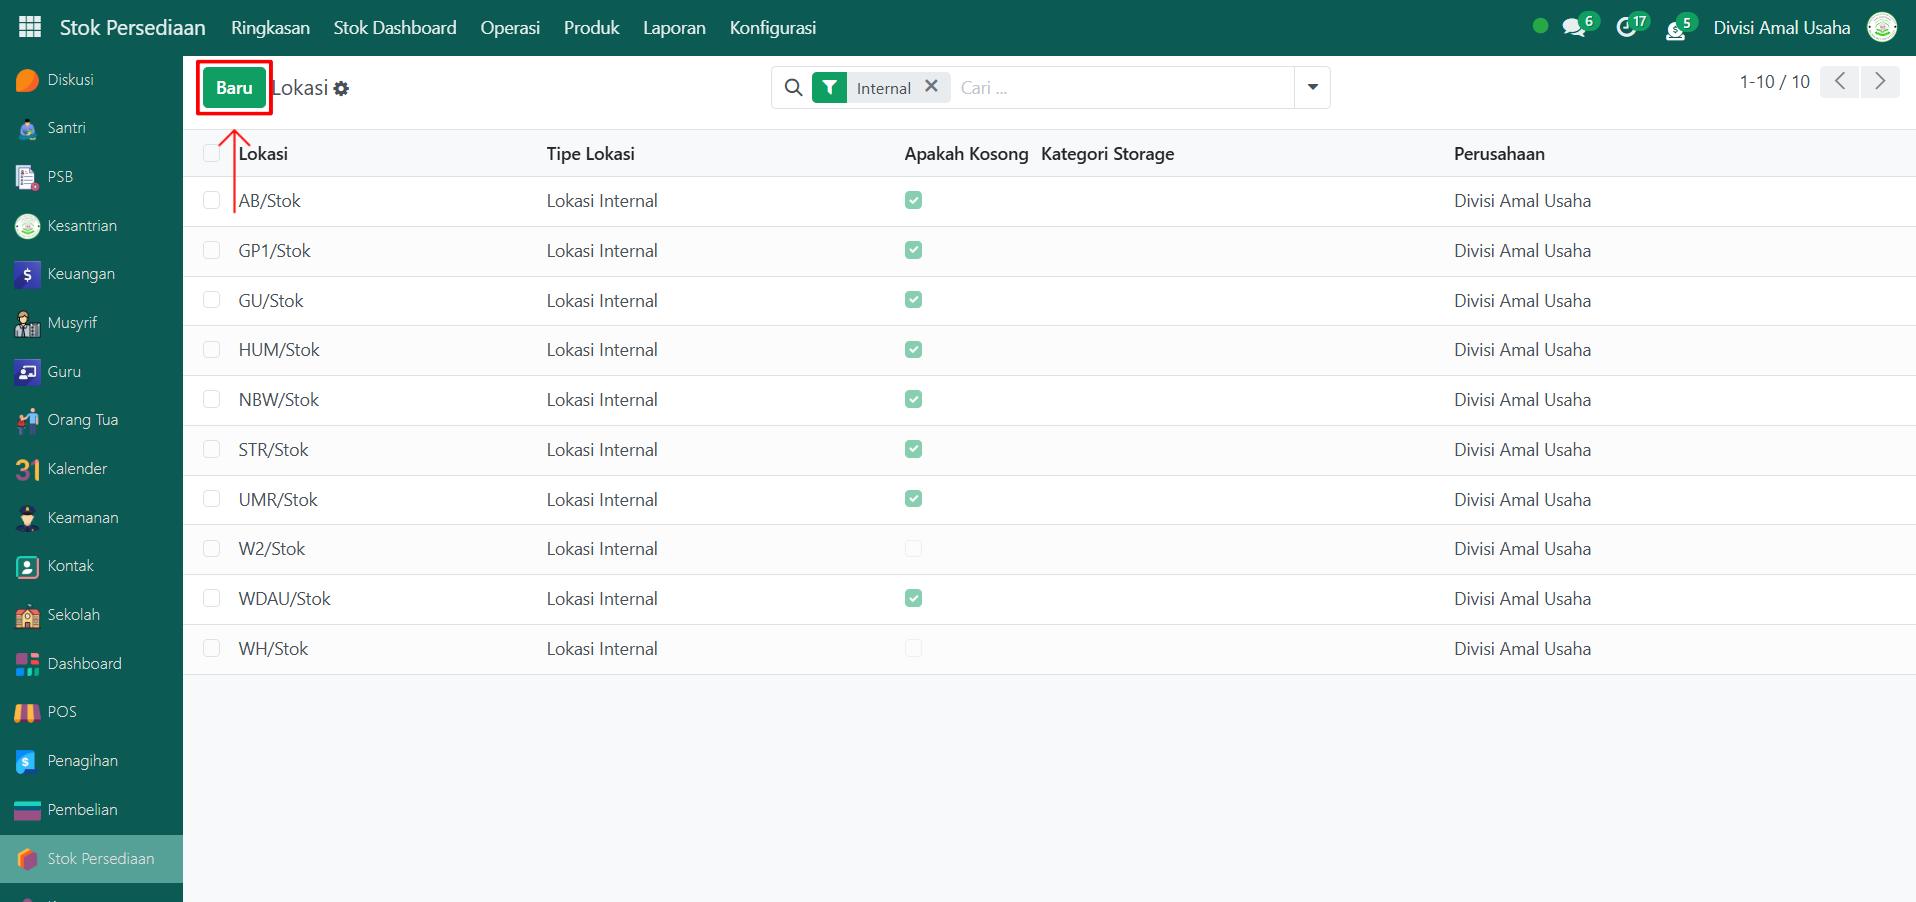 Stok Persediaan Ringkasan Stok Dashboard Operasi Produk Laporan Konfigurasi 6 17 5 Divisi Amal Usaha
Diskusi
Santri
PSB
Kesantrian
Keuangan
Musyrif
Guru
Orang Tua
31 Kalender
Keamanan
Kontak
Sekolah
Dashboard
POS
Penagihan
Pembelian
Stok Persediaan
Baru Lokasi Internal Cari ... 1-10 / 10
Lokasi Tipe Lokasi Apakah Kosong Kategori Storage Perusahaan
AB/Stok Lokasi Internal Divisi Amal Usaha
GP1/Stok Lokasi Internal Divisi Amal Usaha
GU/Stok Lokasi Internal Divisi Amal Usaha
HUM/Stok Lokasi Internal Divisi Amal Usaha
NBW/Stok Lokasi Internal Divisi Amal Usaha
STR/Stok Lokasi Internal Divisi Amal Usaha
UMR/Stok Lokasi Internal Divisi Amal Usaha
W2/Stok Lokasi Internal Divisi Amal Usaha
WDAU/Stok Lokasi Internal Divisi Amal Usaha
WH/Stok Lokasi Internal Divisi Amal Usaha